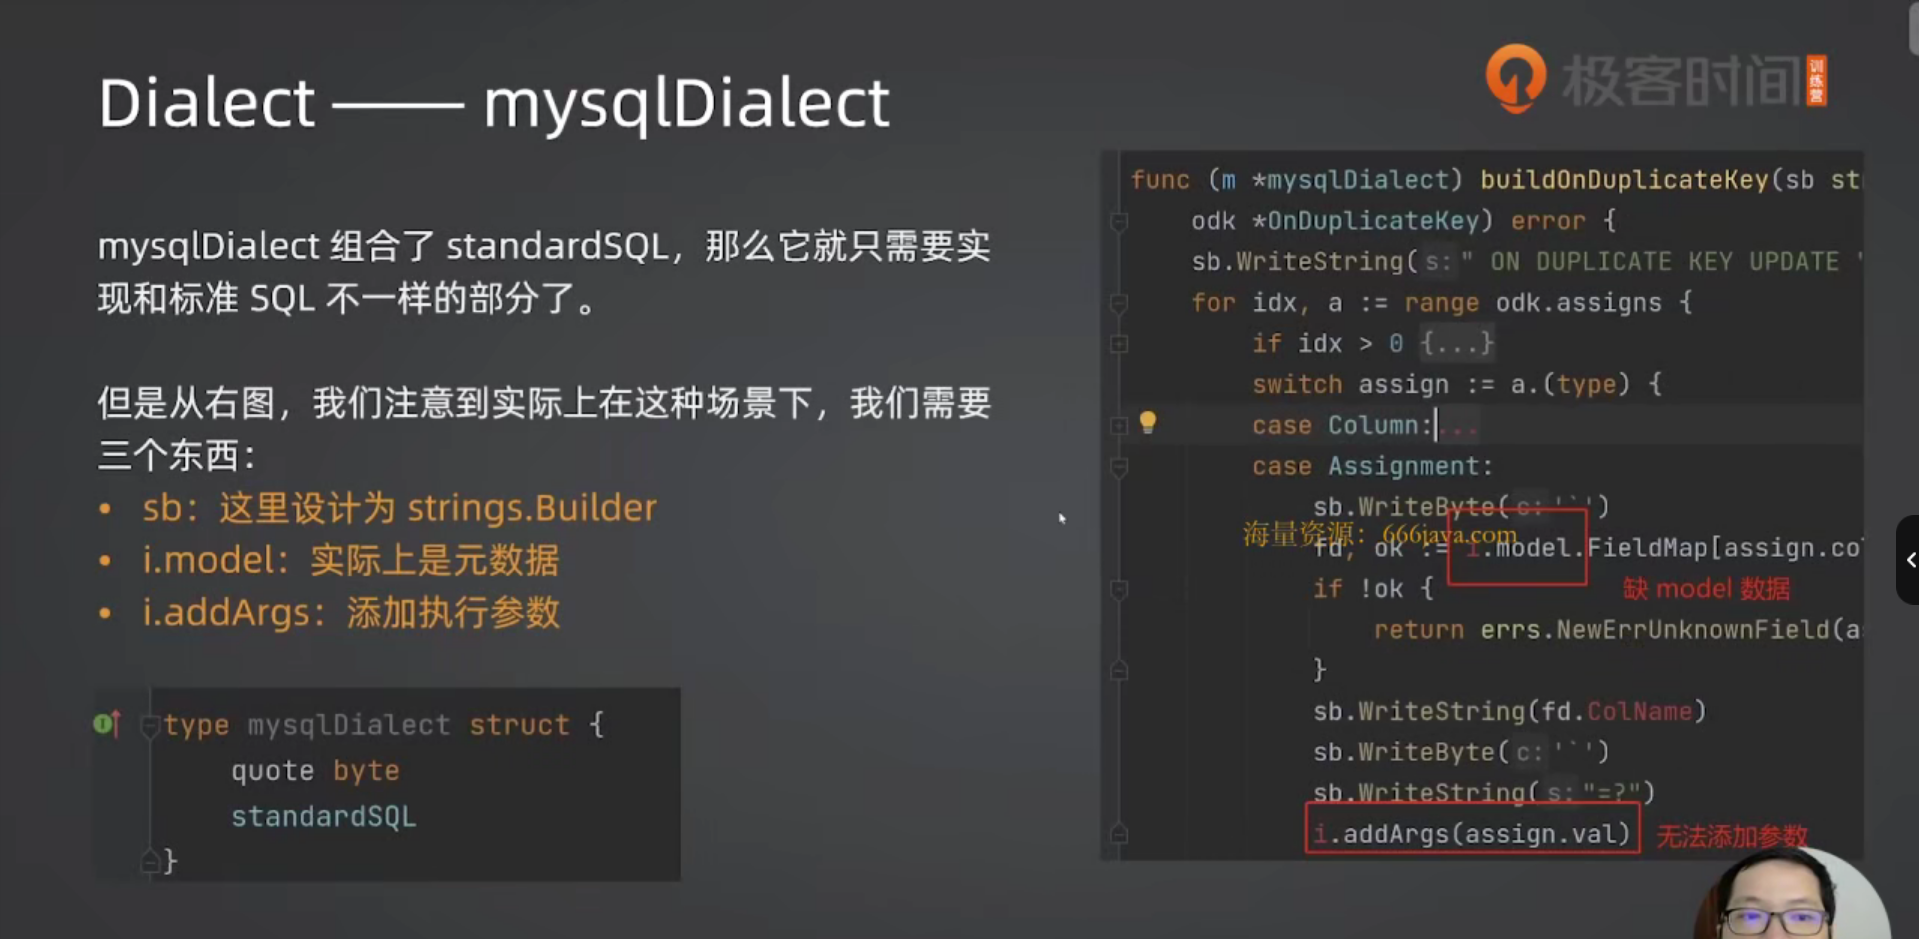 Dialect —— mysqlDialect
极客时间
训练营
mysqlDialect 组合了 standardSQL，那么它就只需要实
现和标准 SQL 不一样的部分了。
但是从右图，我们注意到实际上在这种场景下，我们需要
三个东西：
• sb：这里设计为 strings.Builder
• i.model：实际上是元数据
• i.addArgs：添加执行参数
type mysqlDialect struct {
quote byte
standardSQL
}
func (m *mysqlDialect) buildOnDuplicateKey(sb st
odk *OnDuplicateKey) error {
sb.WriteString( s: " ON DUPLICATE KEY UPDATE "
for idx, a := range odk.assigns {
if idx > 0 {...}
switch assign := a.(type) {
case Column:...
case Assignment:
sb.WriteByte( c: '`')
海量资源：666java.com
fd, ok := i.model.FieldMap[assign.co
if !ok {
缺 model 数据
return errs.NewErrUnknownField(as
}
sb.WriteString(fd.ColName)
sb.WriteByte( c: '`')
sb.WriteString( s: "=?")
i.addArgs(assign.val)
无法添加参数